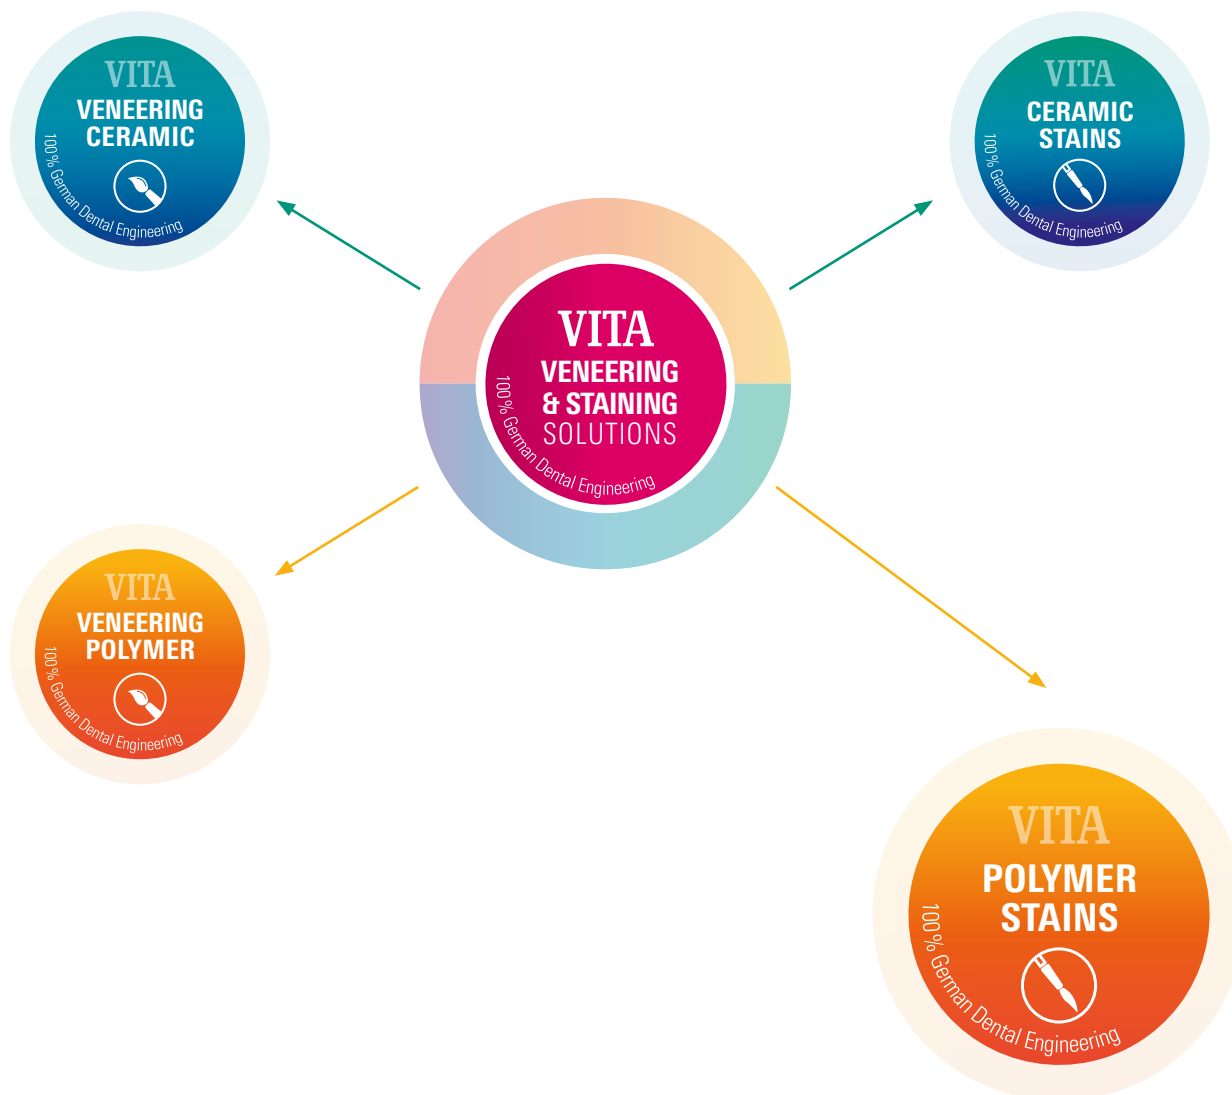 VITA
VENEERING
CERAMIC
100% German Dental Engineering
VITA
CERAMIC
STAINS
100% German Dental Engineering
VITA
VENEERING
& STAINING
SOLUTIONS
100% German Dental Engineering
VITA
VENEERING
POLYMER
100% German Dental Engineering
VITA
POLYMER
STAINS
100% German Dental Engineering